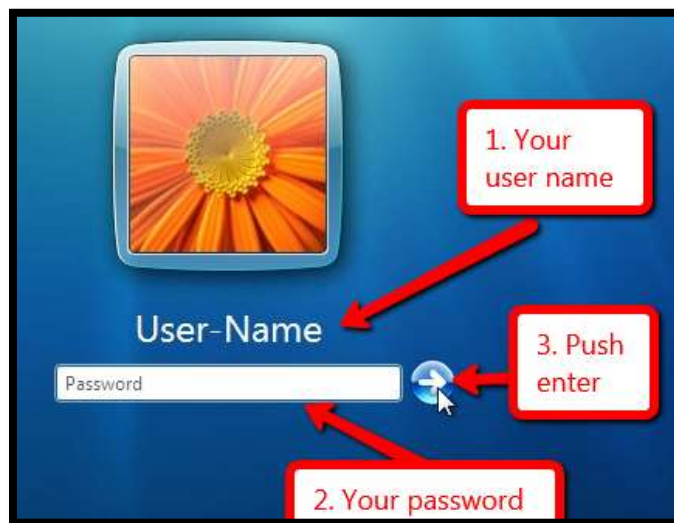 1. Your
user name
User-Name
3. Push
enter
Password
2. Your password